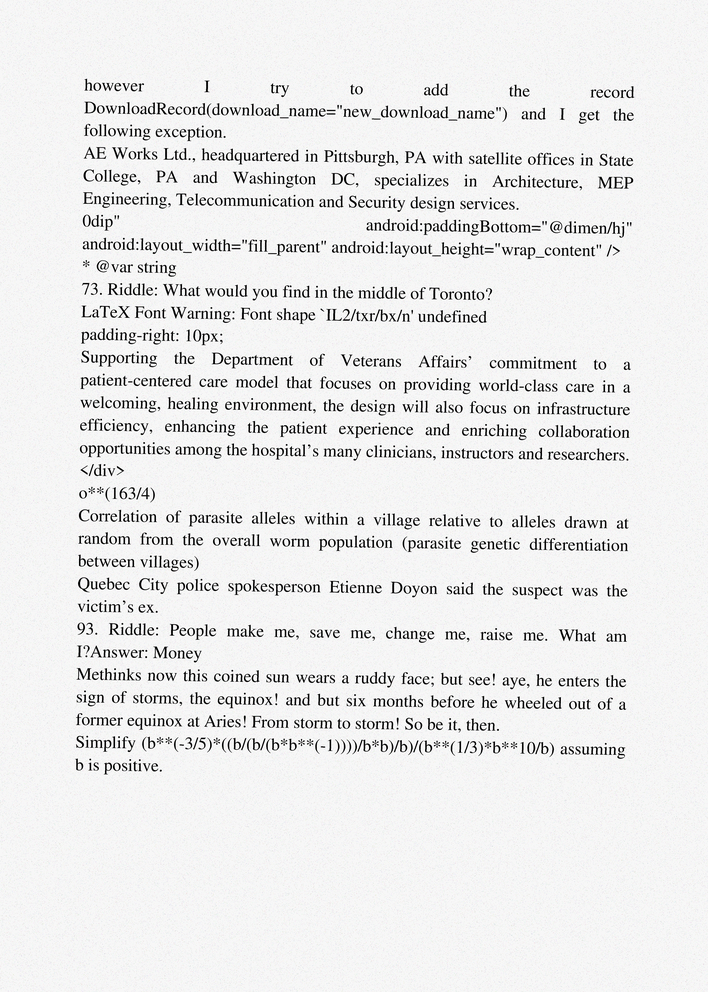 however I try to add the record
DownloadRecord(download_name="new_download_name") and I get the
following exception.
AE Works Ltd., headquartered in Pittsburgh, PA with satellite offices in State
College, PA and Washington DC, specializes in Architecture, MEP
Engineering, Telecommunication and Security design services.
0dip" android:paddingBottom="@dimen/hj"
android:layout_width="fill_parent" android:layout_height="wrap_content" />
* @var string
73. Riddle: What would you find in the middle of Toronto?
LaTeX Font Warning: Font shape `IL2/txr/bx/n' undefined
padding-right: 10px;
Supporting the Department of Veterans Affairs’ commitment to a
patient-centered care model that focuses on providing world-class care in a
welcoming, healing environment, the design will also focus on infrastructure
efficiency, enhancing the patient experience and enriching collaboration
opportunities among the hospital’s many clinicians, instructors and researchers.
</div>
o**(163/4)
Correlation of parasite alleles within a village relative to alleles drawn at
random from the overall worm population (parasite genetic differentiation
between villages)
Quebec City police spokesperson Etienne Doyon said the suspect was the
victim’s ex.
93. Riddle: People make me, save me, change me, raise me. What am
I?Answer: Money
Methinks now this coined sun wears a ruddy face; but see! aye, he enters the
sign of storms, the equinox! and but six months before he wheeled out of a
former equinox at Aries! From storm to storm! So be it, then.
Simplify (b**(-3/5)*((b/(b/(b*b**(-1))))/b*b)/b)/(b**(1/3)*b**10/b) assuming
b is positive.